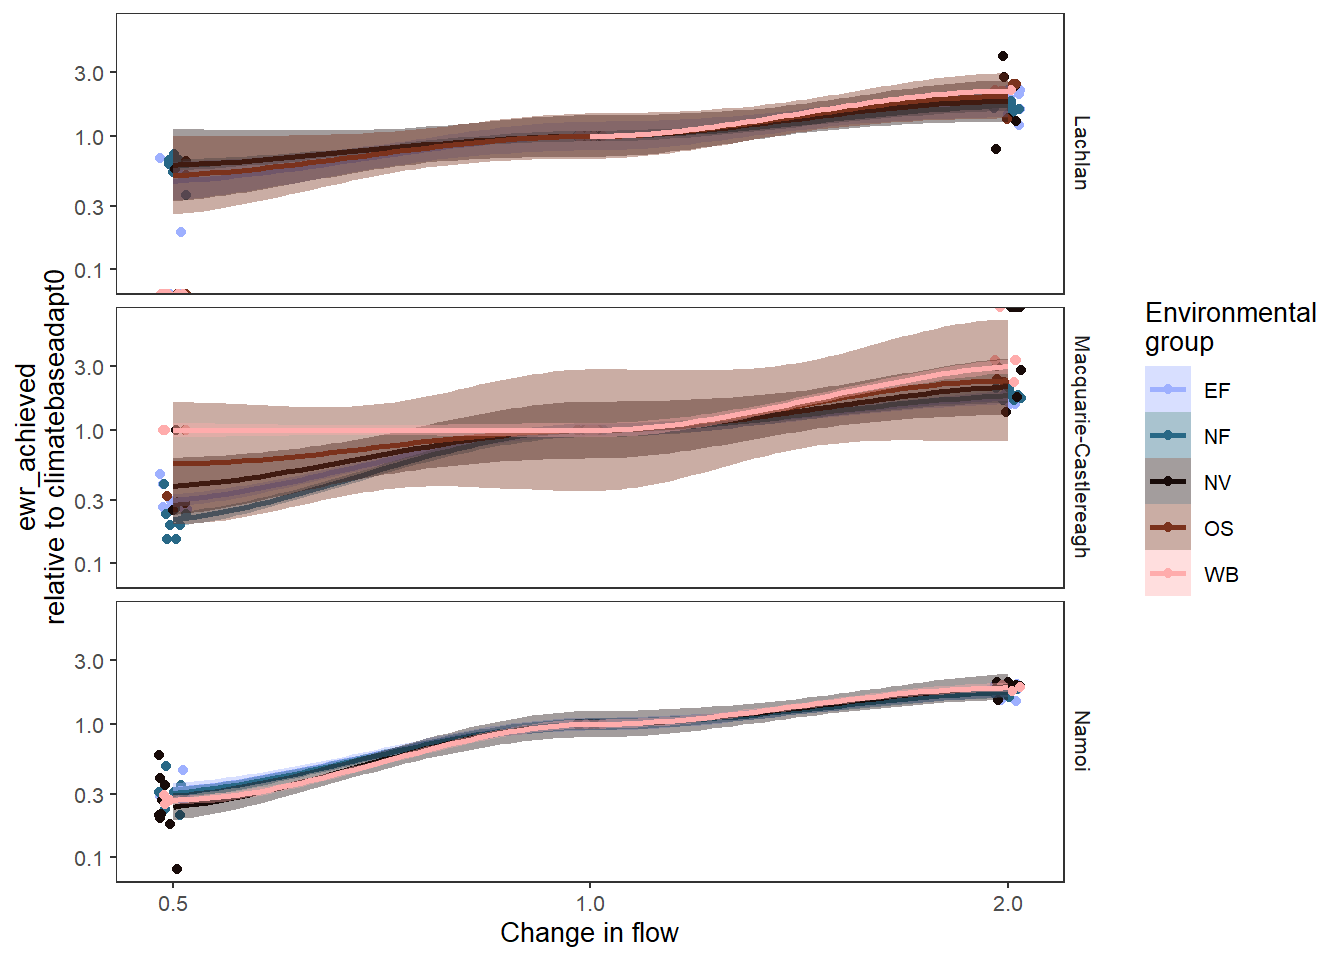 3.0
1.0
0.3
0.1
Lachlan
3.0
1.0
0.3
0.1
Macquarie-Castlereagh
3.0
1.0
0.3
0.1
Namoi
0.5
1.0
2.0
Change in flow
ewr_achieved
relative to climatebaseadapt0
Environmental
group
EF
NF
NV
OS
WB